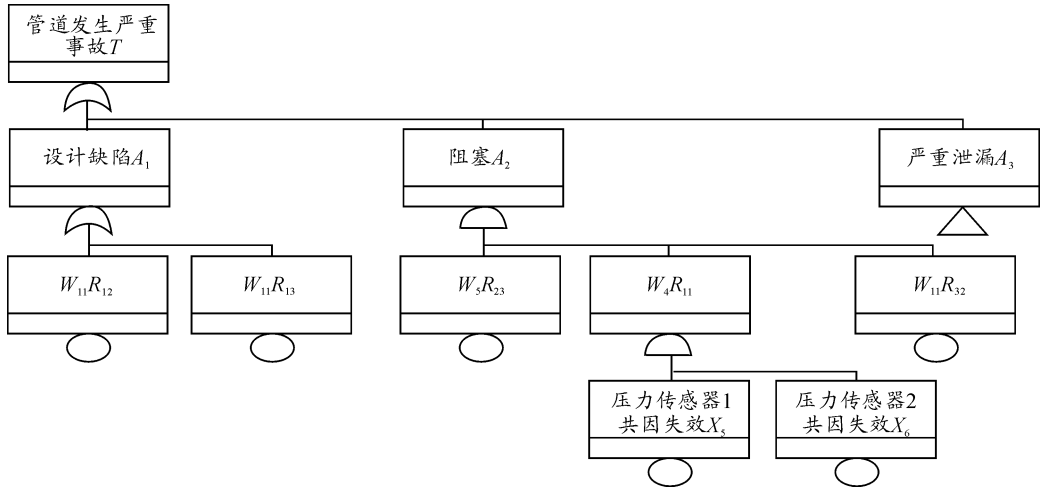 管道发生严重
事故T
设计缺陷A₁
阻塞A₂
严重泄漏A₃
W₁₁R₁₂
W₁₁R₁₃
W₅R₂₃
W₄R₁₁
W₁₁R₃₂
压力传感器1
共因失效X₅
压力传感器2
共因失效X₆